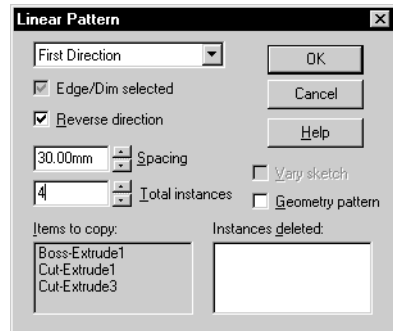 Linear Pattern
First Direction
OK
Edge/Dim selected
Cancel
Reverse direction
Help
30.00mm Spacing
Vary sketch
4 Total instances
Geometry pattern
Items to copy: Instances deleted:
Boss-Extrude1
Cut-Extrude1
Cut-Extrude3